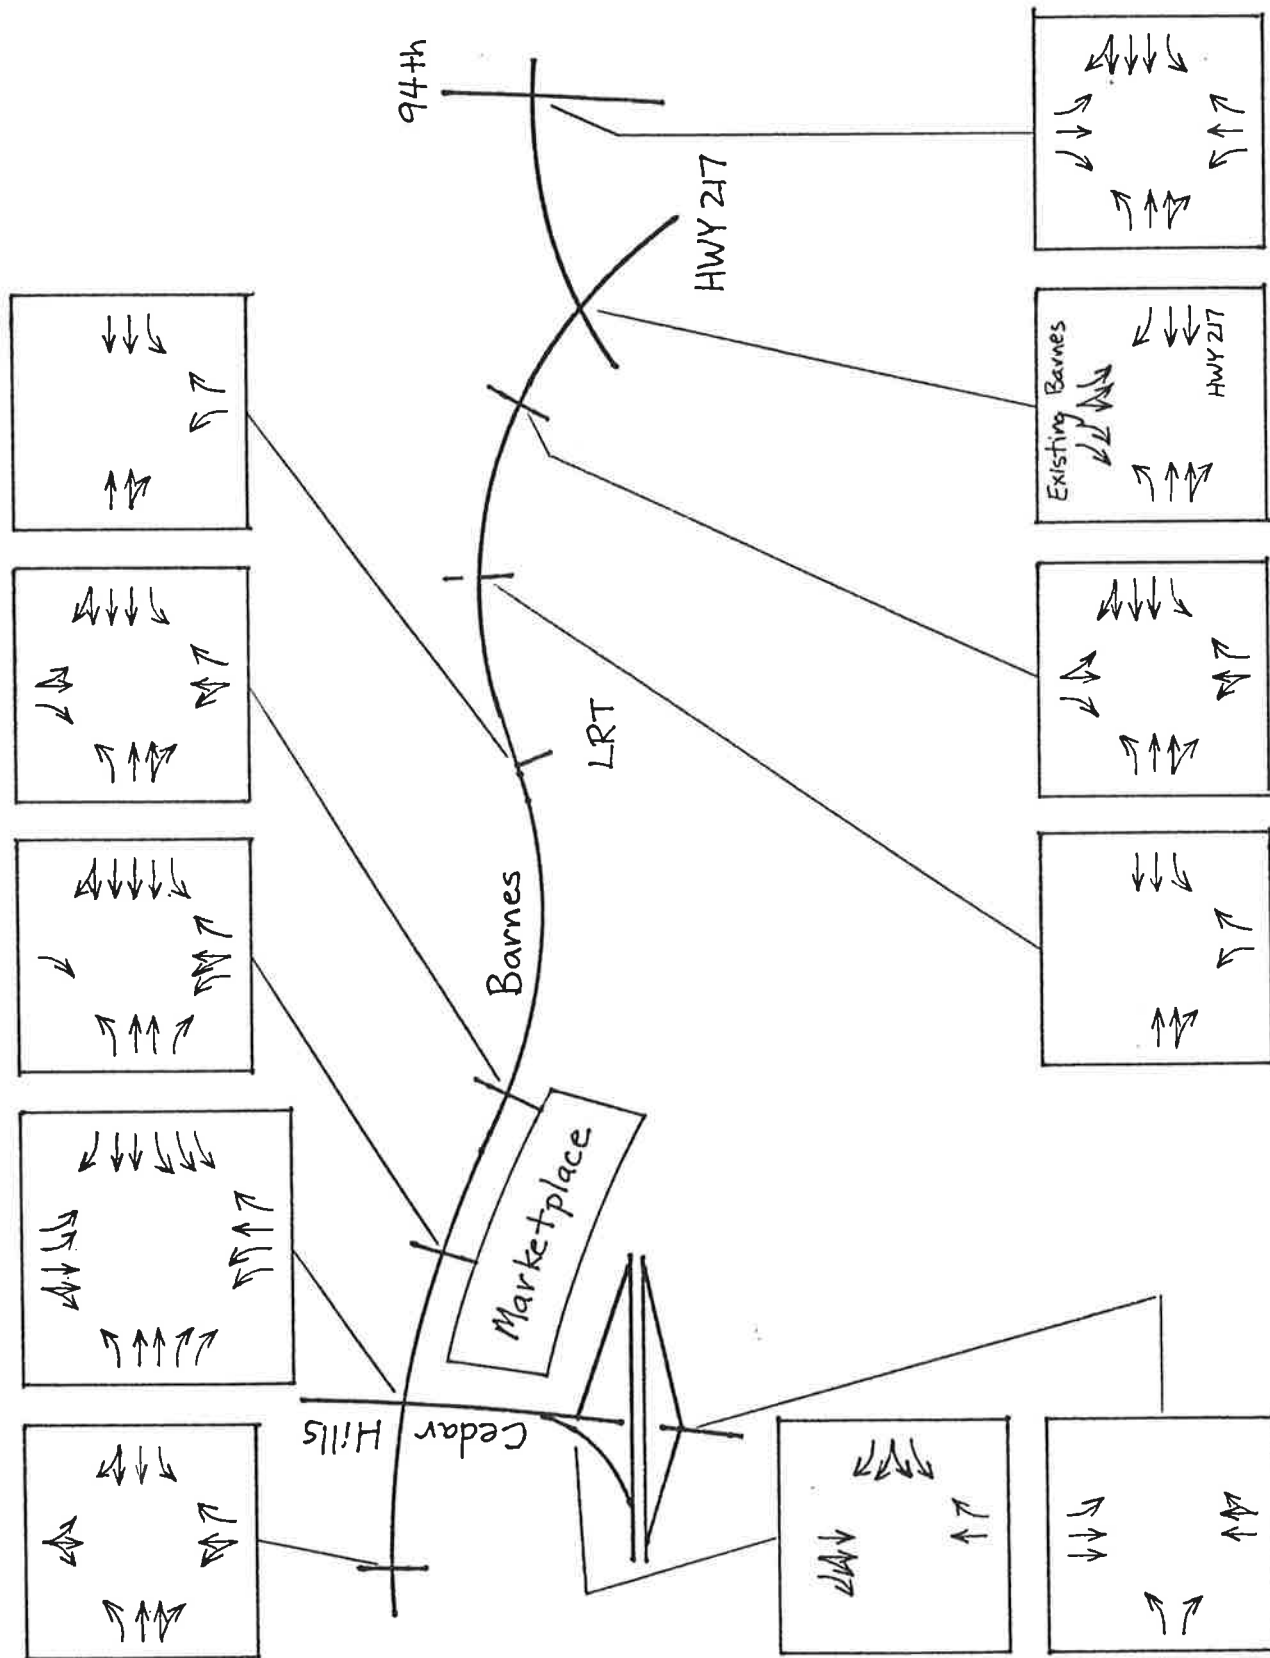 94th
HWY 217
Existing Barnes
HWY 217
LRT
Barnes
Marketplace
Cedar
Hills